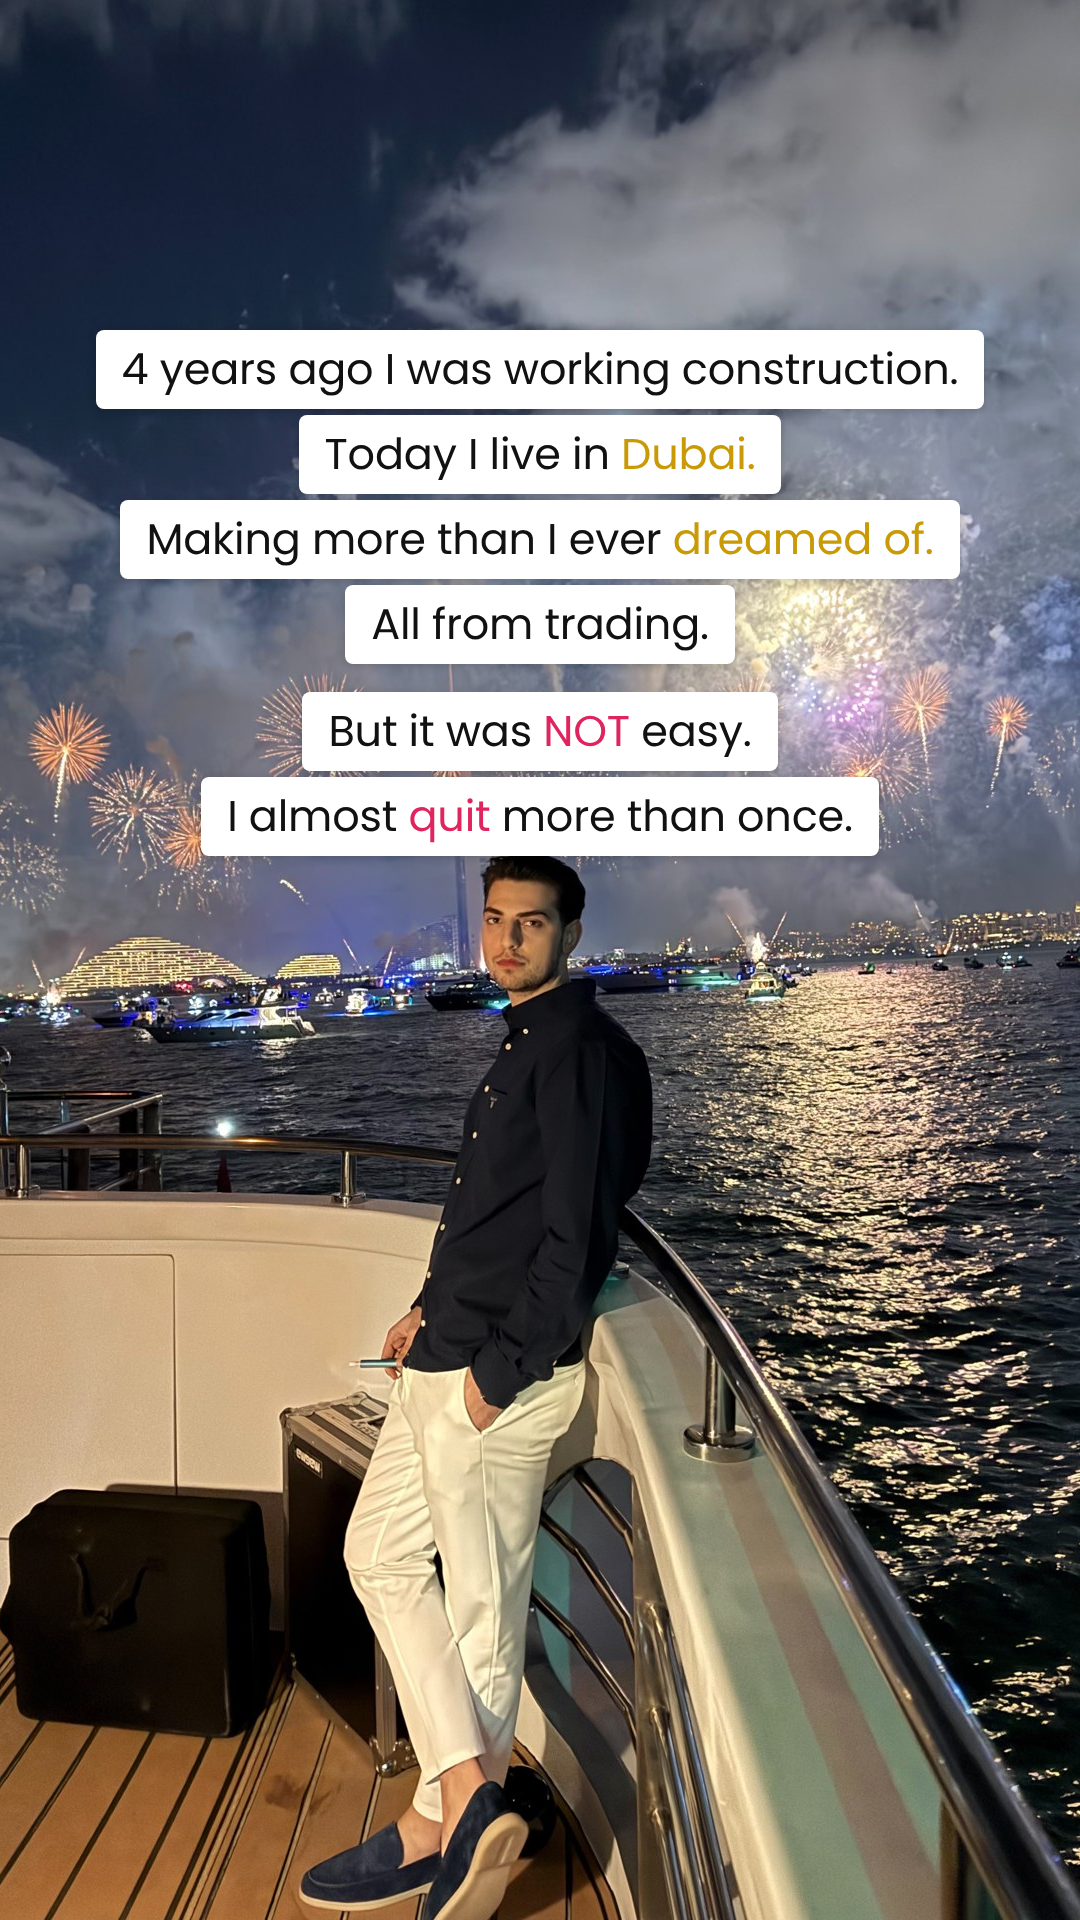 4 years ago I was working construction.
Today I live in Dubai.
Making more than I ever dreamed of.
All from trading.
But it was NOT easy.
I almost quit more than once.